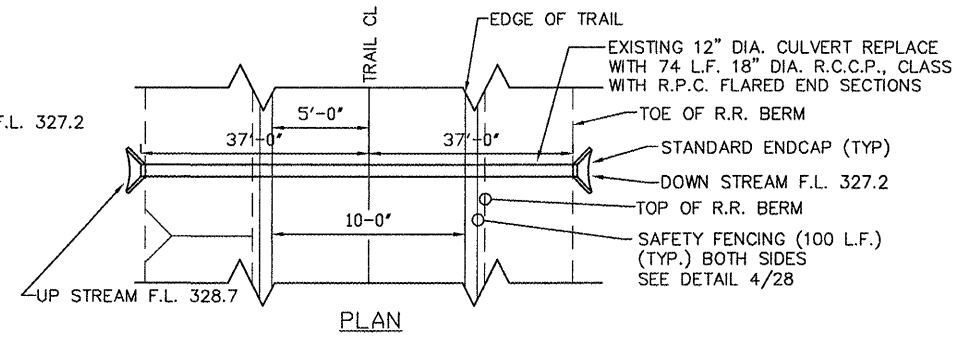 EDGE OF TRAIL
TRAIL CL
EXISTING 12" DIA. CULVERT REPLACE
WITH 74 L.F. 18" DIA. R.C.C.P., CLASS
WITH R.P.C. FLARED END SECTIONS
F.L. 327.2
5'-0"
37'-0"
37'-0"
TOE OF R.R. BERM
STANDARD ENDCAP (TYP)
DOWN STREAM F.L. 327.2
TOP OF R.R. BERM
10-0"
SAFETY FENCING (100 L.F.)
(TYP.) BOTH SIDES
SEE DETAIL 4/28
UP STREAM F.L. 328.7
PLAN